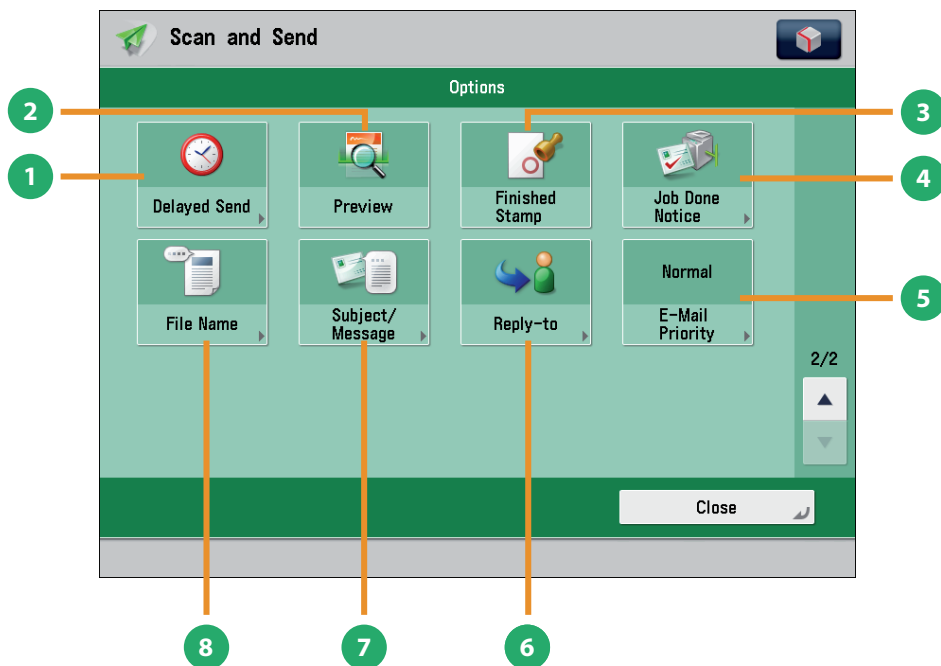 Scan and Send
Options
2
3
1
4
Delayed Send
Preview
Finished
Stamp
Job Done
Notice
Normal
5
File Name
Subject/
Message
Reply-to
E-Mail
Priority
2/2
Close
8
7
6